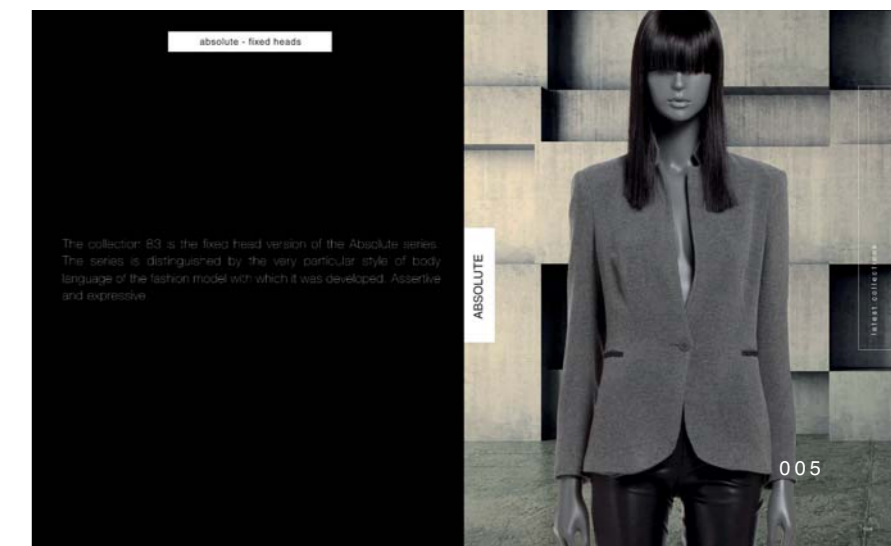 absolute - fixed heads
The collection 83 is the fixed head version of the Absolute series.
The series is distinguished by the very particular style of body
language of the fashion model with which it was developed. Assertive
and expressive
ABSOLUTE
latest collections
005